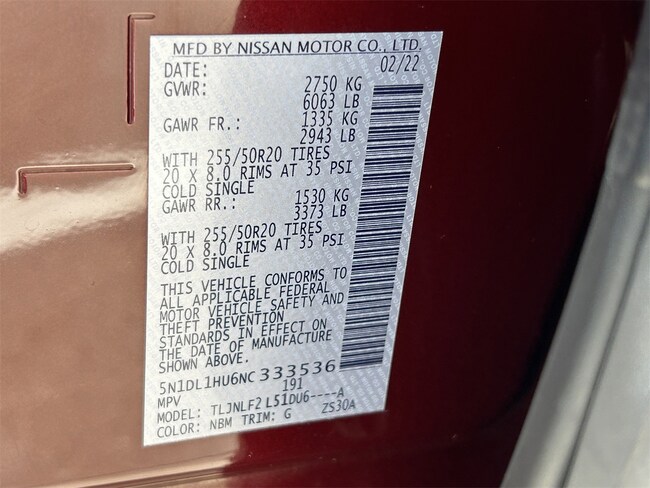 MFD BY NISSAN MOTOR CO., LTD.
DATE: 02/22
GVWR: 2750 KG
6063 LB
GAWR FR.: 1335 KG
2943 LB
WITH 255/50R20 TIRES
20 X 8.0 RIMS AT 35 PSI
COLD SINGLE
GAWR RR.: 1530 KG
3373 LB
WITH 255/50R20 TIRES
20 X 8.0 RIMS AT 35 PSI
COLD SINGLE
THIS VEHICLE CONFORMS TO
ALL APPLICABLE FEDERAL
MOTOR VEHICLE SAFETY AND
THEFT PREVENTION
STANDARDS IN EFFECT ON
THE DATE OF MANUFACTURE
SHOWN ABOVE.
5N1DL1HU6NC333536
MPV 191
MODEL: TLJNLF2 L51DU6----A
COLOR: NBM TRIM: G ZS30A